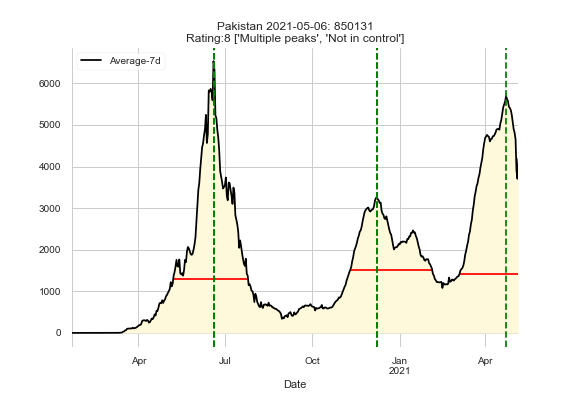 Pakistan 2021-05-06: 850131
Rating:8 ['Multiple peaks', 'Not in control']
Average-7d
6000
5000
4000
3000
2000
1000
0
Apr
Jul
Oct
Jan
2021
Apr
Date